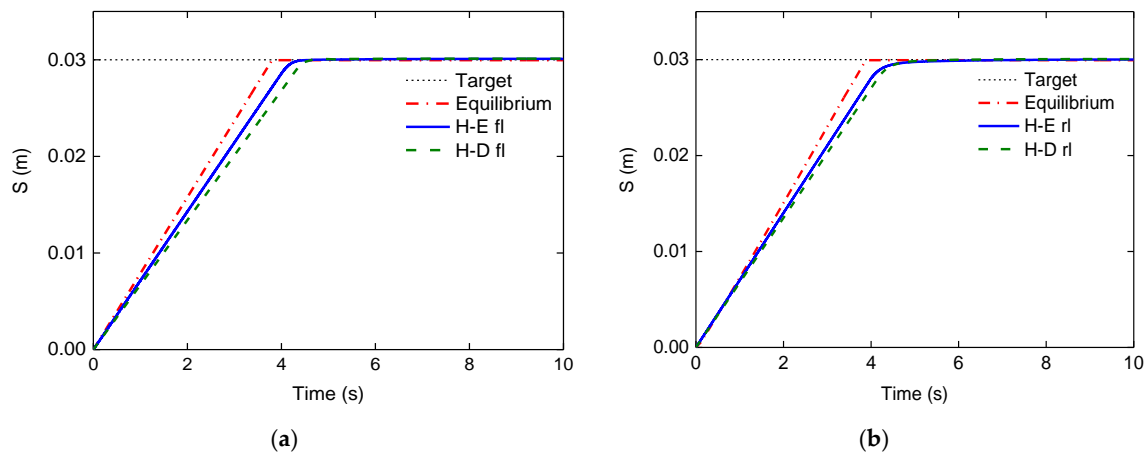 0.03
0.02
0.01
0.00
S (m)
Target
Equilibrium
H-E fl
H-D fl
0 2 4 6 8 10
Time (s)
(a)
0.03
0.02
0.01
0.00
S (m)
Target
Equilibrium
H-E rl
H-D rl
0 2 4 6 8 10
Time (s)
(b)